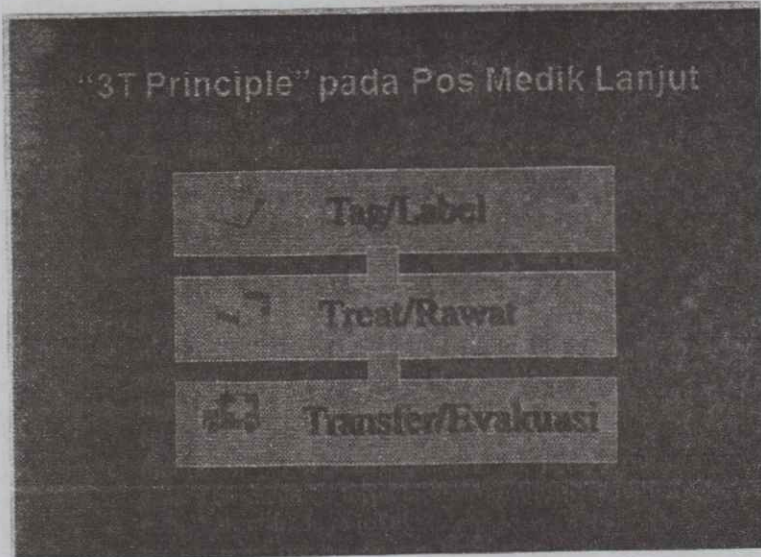 “3T Principle” pada Pos Medik Lanjut
Tag/Label
Treat/Rawat
Transfer/Evakuasi